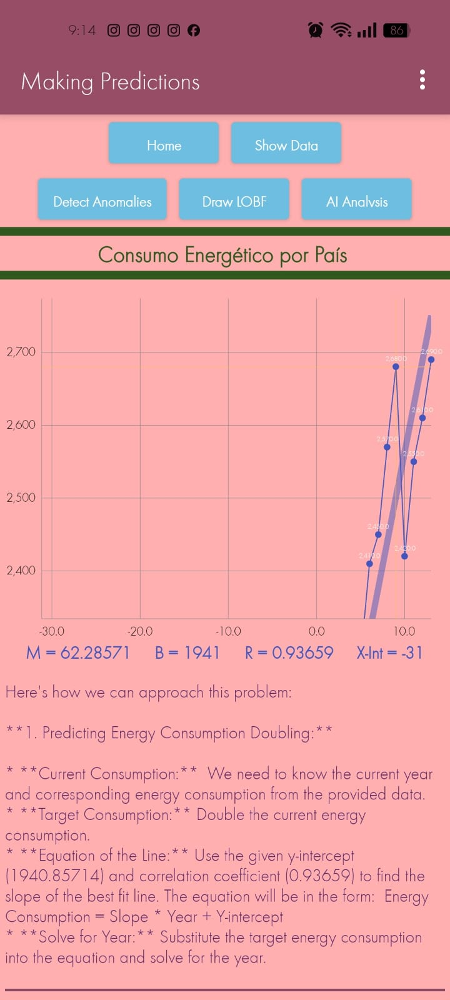 9:14 86
Making Predictions
Home Show Data
Detect Anomalies Draw LOBF AI Analysis
Consumo Energético por País
2,700
2,600
2,500
2,400
2,690.0
2,680.0
2,610.0
2,570.0
2,550.0
2,450.0
2,420.0
2,410.0
-30.0 -20.0 -10.0 0.0 10.0
M = 62.28571 B = 1941 R = 0.93659 X-Int = -31
Here's how we can approach this problem:
**1. Predicting Energy Consumption Doubling:**
* **Current Consumption:** We need to know the current year
and corresponding energy consumption from the provided data.
* **Target Consumption:** Double the current energy
consumption.
* **Equation of the Line:** Use the given y-intercept
(1940.85714) and correlation coefficient (0.93659) to find the
slope of the best fit line. The equation will be in the form: Energy
Consumption = Slope * Year + Y-intercept
* **Solve for Year:** Substitute the target energy consumption
into the equation and solve for the year.